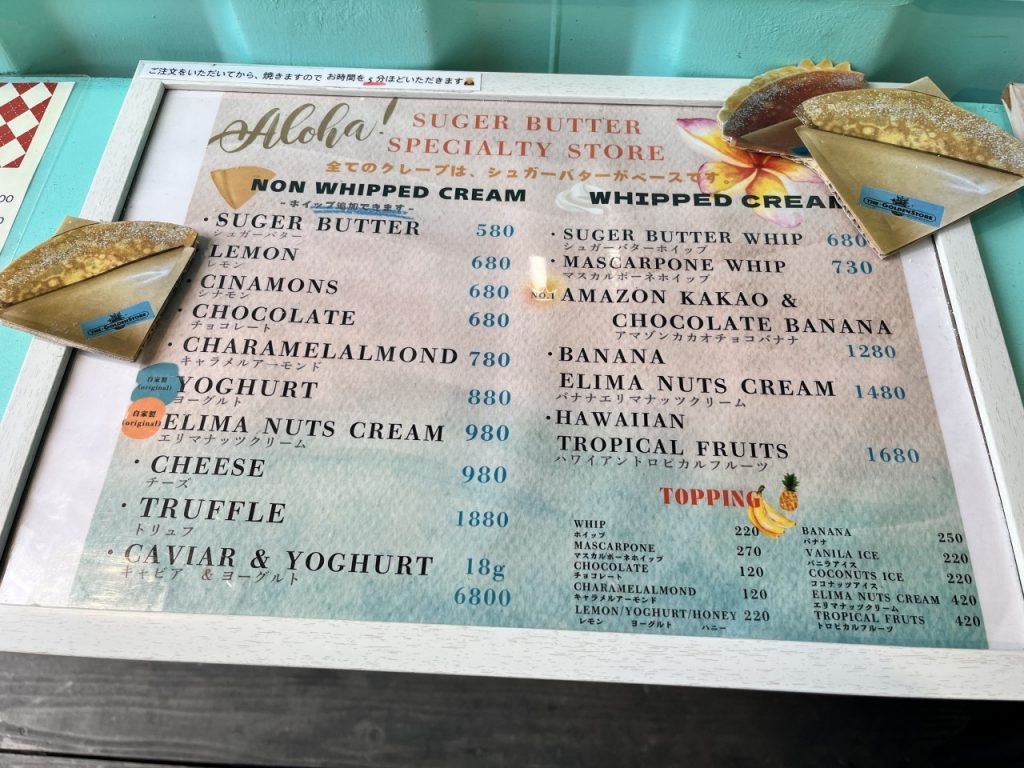 ご注文をいただいてから、焼きますので お時間を 5 分ほどいただきます
Aloha!
SUGER BUTTER
SPECIALTY STORE
全てのクレープは、シュガーバターがベースです。
NON WHIPPED CREAM
- ホイップ追加できます。-
・SUGER BUTTER 580
シュガーバター
・LEMON 680
レモン
・CINAMONS 680
シナモン
・CHOCOLATE 680
チョコレート
・CHARAMELALMOND 780
キャラメルアーモンド
自家製
(original)
YOGHURT 880
ヨーグルト
自家製
(original)
ELIMA NUTS CREAM 980
エリマナッツクリーム
・CHEESE 980
チーズ
・TRUFFLE 1880
トリュフ
・CAVIAR & YOGHURT 18g
キャビア & ヨーグルト
6800
WHIPPED CREAM
・SUGER BUTTER WHIP 680
シュガーバターホイップ
・MASCARPONE WHIP 730
マスカルポーネホイップ
NO.1 AMAZON KAKAO &
CHOCOLATE BANANA
アマゾンカカオチョコバナナ
1280
・BANANA
ELIMA NUTS CREAM 1480
バナナエリマナッツクリーム
・HAWAIIAN
TROPICAL FRUITS 1680
ハワイアントロピカルフルーツ
TOPPING
WHIP 220
ホイップ
MASCARPONE 270
マスカルポーネホイップ
CHOCOLATE 120
チョコレート
CHARAMELALMOND 120
キャラメルアーモンド
LEMON/YOGHURT/HONEY 220
レモン ヨーグルト ハニー
BANANA 250
バナナ
VANILA ICE 220
バニラアイス
COCONUTS ICE 220
ココナッツアイス
ELIMA NUTS CREAM 420
エリマナッツクリーム
TROPICAL FRUTS 420
トロピカルフルーツ
THE GOLDENSTORE
THE GOLDENSTORE